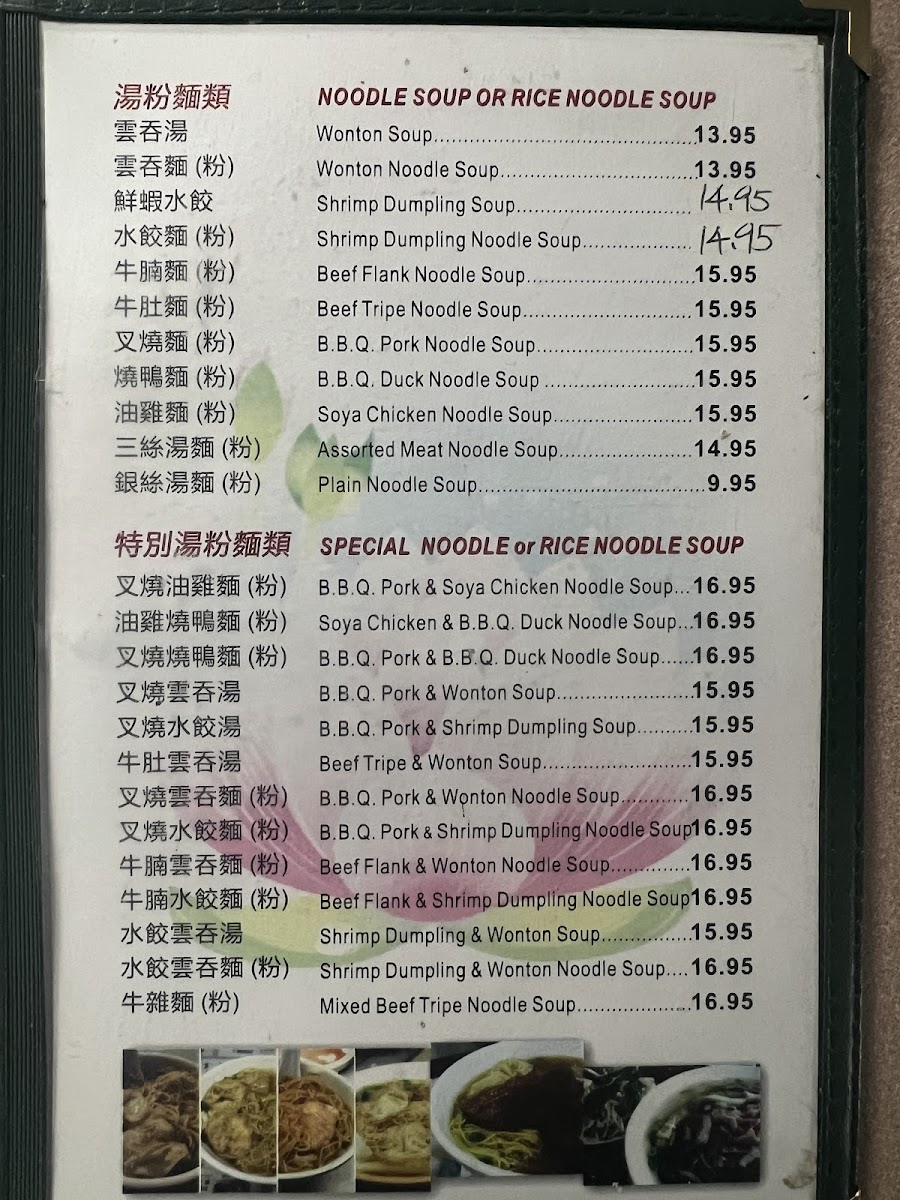 湯粉麵類 NOODLE SOUP OR RICE NOODLE SOUP
雲吞湯 Wonton Soup 13.95
雲吞麵 (粉) Wonton Noodle Soup 13.95
鮮蝦水餃 Shrimp Dumpling Soup 14.95
水餃麵 (粉) Shrimp Dumpling Noodle Soup 14.95
牛腩麵 (粉) Beef Flank Noodle Soup 15.95
牛肚麵 (粉) Beef Tripe Noodle Soup 15.95
叉燒麵 (粉) B.B.Q. Pork Noodle Soup 15.95
燒鴨麵 (粉) B.B.Q. Duck Noodle Soup 15.95
油雞麵 (粉) Soya Chicken Noodle Soup 15.95
三絲湯麵 (粉) Assorted Meat Noodle Soup 14.95
銀絲湯麵 (粉) Plain Noodle Soup 9.95
特別湯粉麵類 SPECIAL NOODLE or RICE NOODLE SOUP
叉燒油雞麵 (粉) B.B.Q. Pork & Soya Chicken Noodle Soup 16.95
油雞燒鴨麵 (粉) Soya Chicken & B.B.Q. Duck Noodle Soup 16.95
叉燒燒鴨麵 (粉) B.B.Q. Pork & B.B.Q. Duck Noodle Soup 16.95
叉燒雲吞湯 B.B.Q. Pork & Wonton Soup 15.95
叉燒水餃湯 B.B.Q. Pork & Shrimp Dumpling Soup 15.95
牛肚雲吞湯 Beef Tripe & Wonton Soup 15.95
叉燒雲吞麵 (粉) B.B.Q. Pork & Wonton Noodle Soup 16.95
叉燒水餃麵 (粉) B.B.Q. Pork & Shrimp Dumpling Noodle Soup 16.95
牛腩雲吞麵 (粉) Beef Flank & Wonton Noodle Soup 16.95
牛腩水餃麵 (粉) Beef Flank & Shrimp Dumpling Noodle Soup 16.95
水餃雲吞湯 Shrimp Dumpling & Wonton Soup 15.95
水餃雲吞麵 (粉) Shrimp Dumpling & Wonton Noodle Soup 16.95
牛雜麵 (粉) Mixed Beef Tripe Noodle Soup 16.95